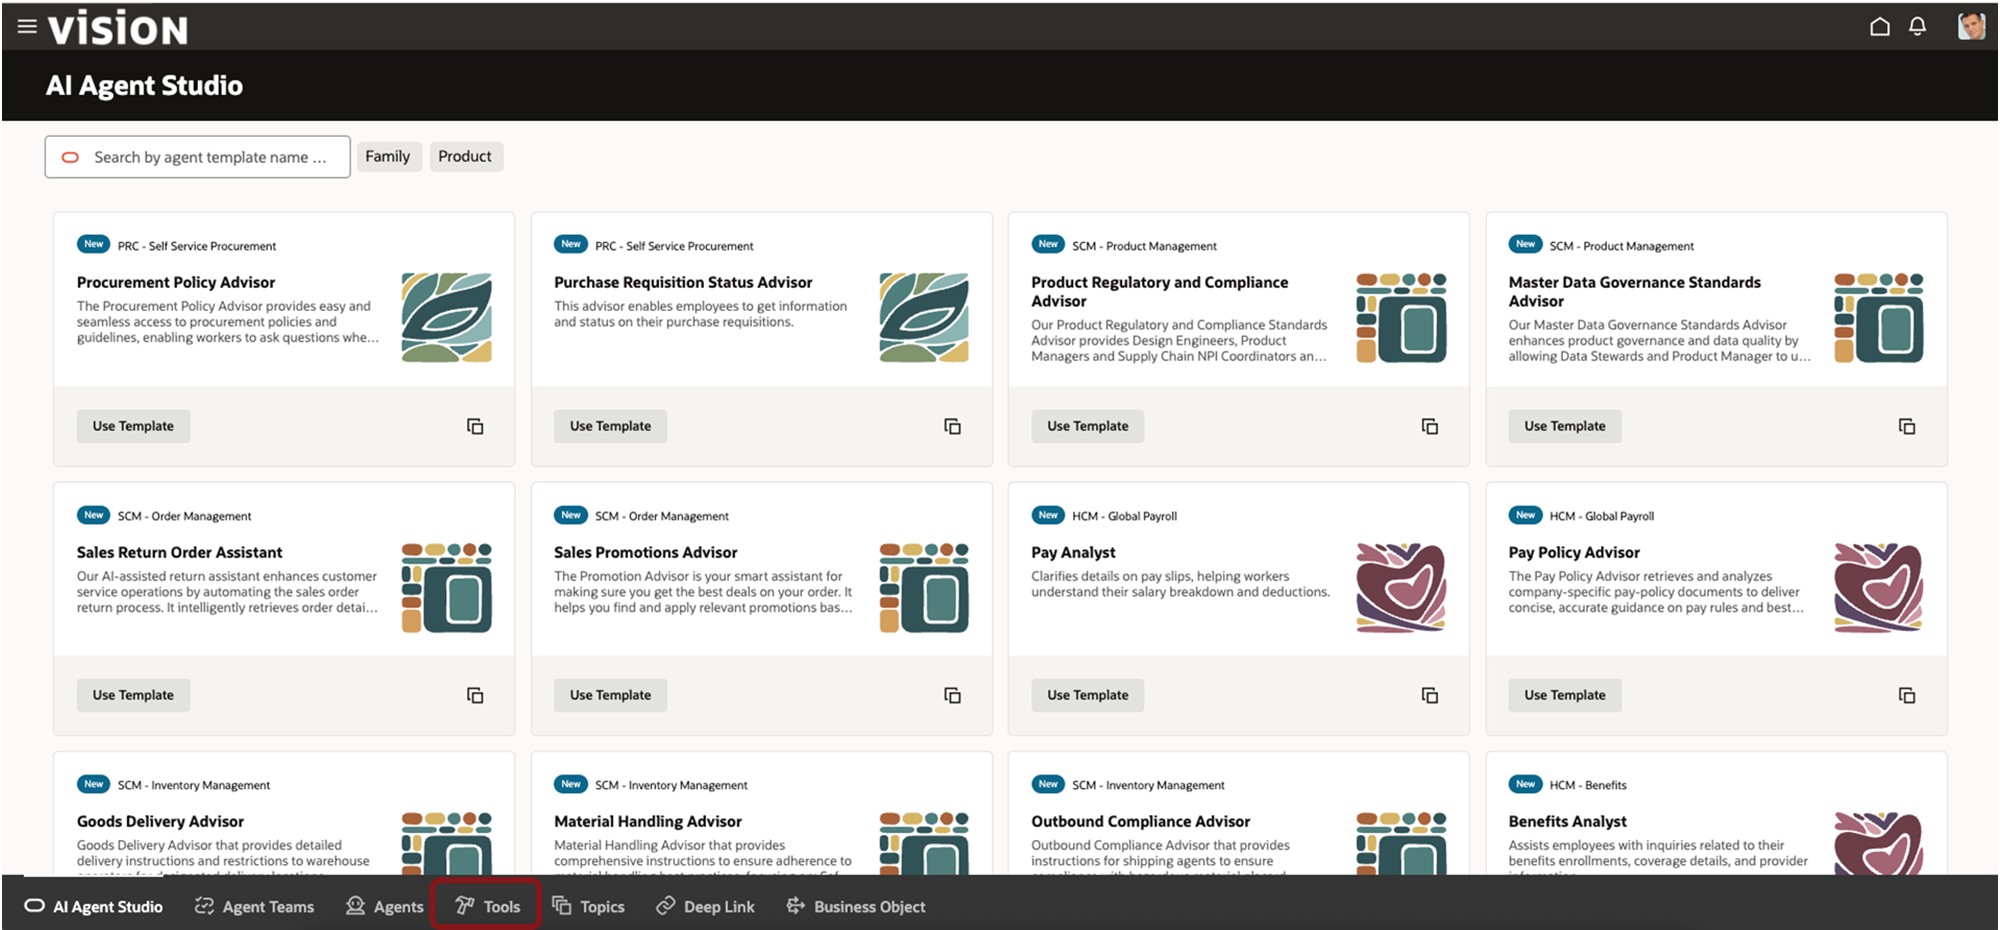 VISION
AI Agent Studio
Search by agent template name ...
Family
Product
New PRC - Self Service Procurement
Procurement Policy Advisor
The Procurement Policy Advisor provides easy and
seamless access to procurement policies and
guidelines, enabling workers to ask questions whe...
Use Template
New PRC - Self Service Procurement
Purchase Requisition Status Advisor
This advisor enables employees to get information
and status on their purchase requisitions.
Use Template
New SCM - Product Management
Product Regulatory and Compliance
Advisor
Our Product Regulatory and Compliance Standards
Advisor provides Design Engineers, Product
Managers and Supply Chain NPI Coordinators an...
Use Template
New SCM - Product Management
Master Data Governance Standards
Advisor
Our Master Data Governance Standards Advisor
enhances product governance and data quality by
allowing Data Stewards and Product Manager to u...
Use Template
New SCM - Order Management
Sales Return Order Assistant
Our AI-assisted return assistant enhances customer
service operations by automating the sales order
return process. It intelligently retrieves order detai...
Use Template
New SCM - Order Management
Sales Promotions Advisor
The Promotion Advisor is your smart assistant for
making sure you get the best deals on your order. It
helps you find and apply relevant promotions bas...
Use Template
New HCM - Global Payroll
Pay Analyst
Clarifies details on pay slips, helping workers
understand their salary breakdown and deductions.
Use Template
New HCM - Global Payroll
Pay Policy Advisor
The Pay Policy Advisor retrieves and analyzes
company-specific pay-policy documents to deliver
concise, accurate guidance on pay rules and best...
Use Template
New SCM - Inventory Management
Goods Delivery Advisor
Goods Delivery Advisor that provides detailed
delivery instructions and restrictions to warehouse
New SCM - Inventory Management
Material Handling Advisor
Material Handling Advisor that provides
comprehensive instructions to ensure adherence to
New SCM - Inventory Management
Outbound Compliance Advisor
Outbound Compliance Advisor that provides
instructions for shipping agents to ensure
New HCM - Benefits
Benefits Analyst
Assists employees with inquiries related to their
benefits enrollments, coverage details, and provider
AI Agent Studio
Agent Teams
Agents
Tools
Topics
Deep Link
Business Object